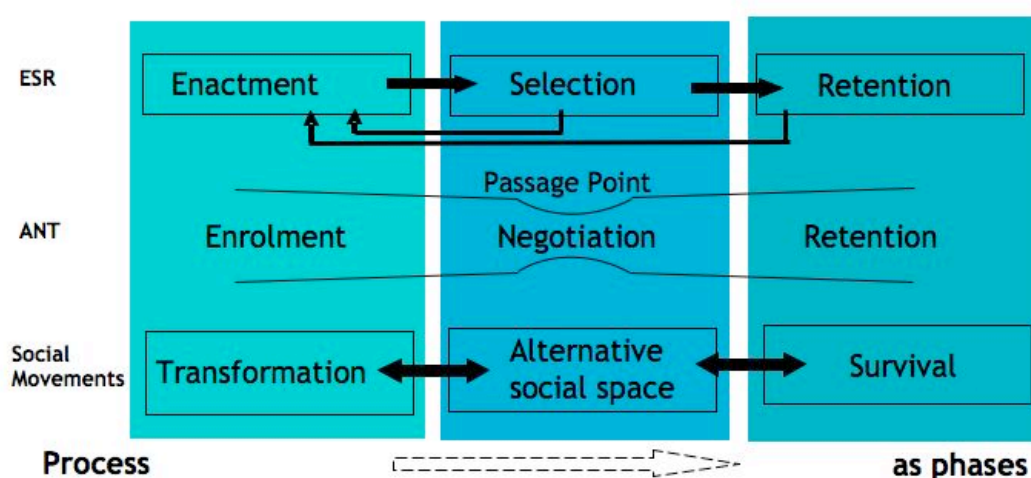 ESR
Enactment
Selection
Retention
Passage Point
ANT
Enrolment
Negotiation
Retention
Social
Movements
Transformation
Alternative
social space
Survival
Process
as phases